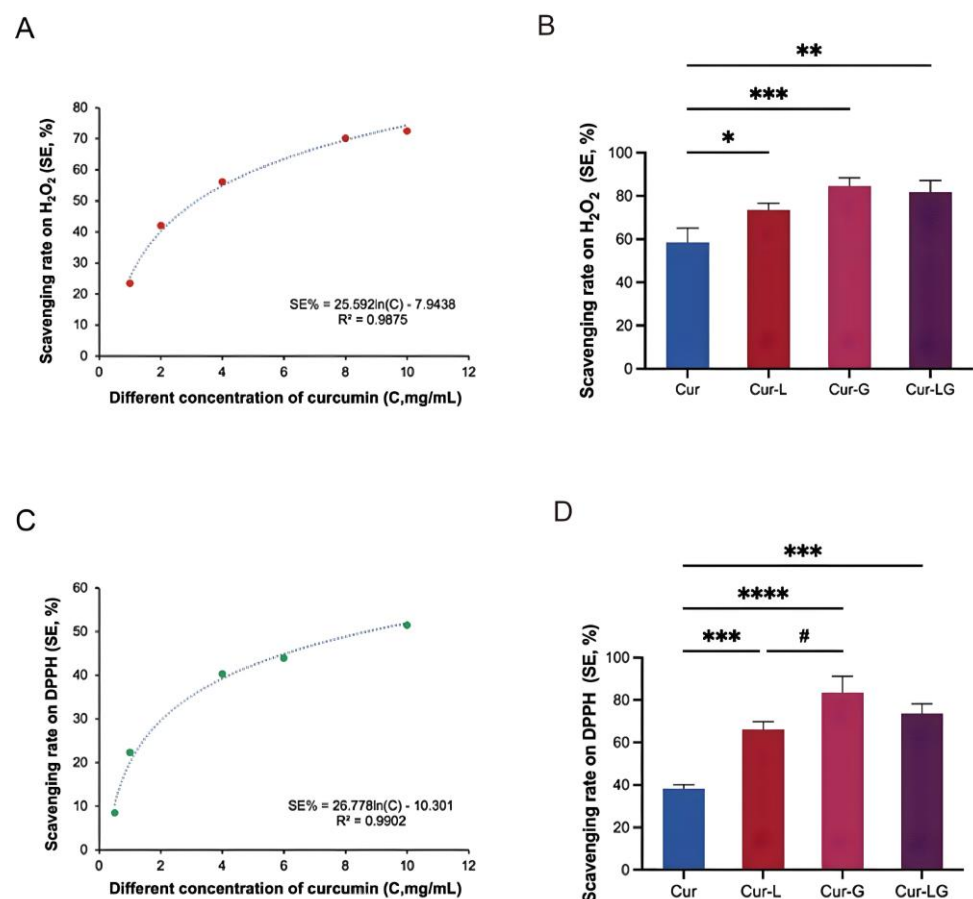 A
Scavenging rate on H₂O₂ (SE, %)
80
70
60
50
40
30
20
10
0
SE% = 25.592ln(C) - 7.9438
R² = 0.9875
0 2 4 6 8 10 12
Different concentration of curcumin (C,mg/mL)
B
**
***
*
Scavenging rate on H₂O₂ (SE, %)
100
80
60
40
20
0
Cur Cur-L Cur-G Cur-LG
C
Scavenging rate on DPPH (SE, %)
60
50
40
30
20
10
0
SE% = 26.778ln(C) - 10.301
R² = 0.9902
0 2 4 6 8 10 12
Different concentration of curcumin (C,mg/mL)
D
***
****
*** #
Scavenging rate on DPPH (SE, %)
100
80
60
40
20
0
Cur Cur-L Cur-G Cur-LG